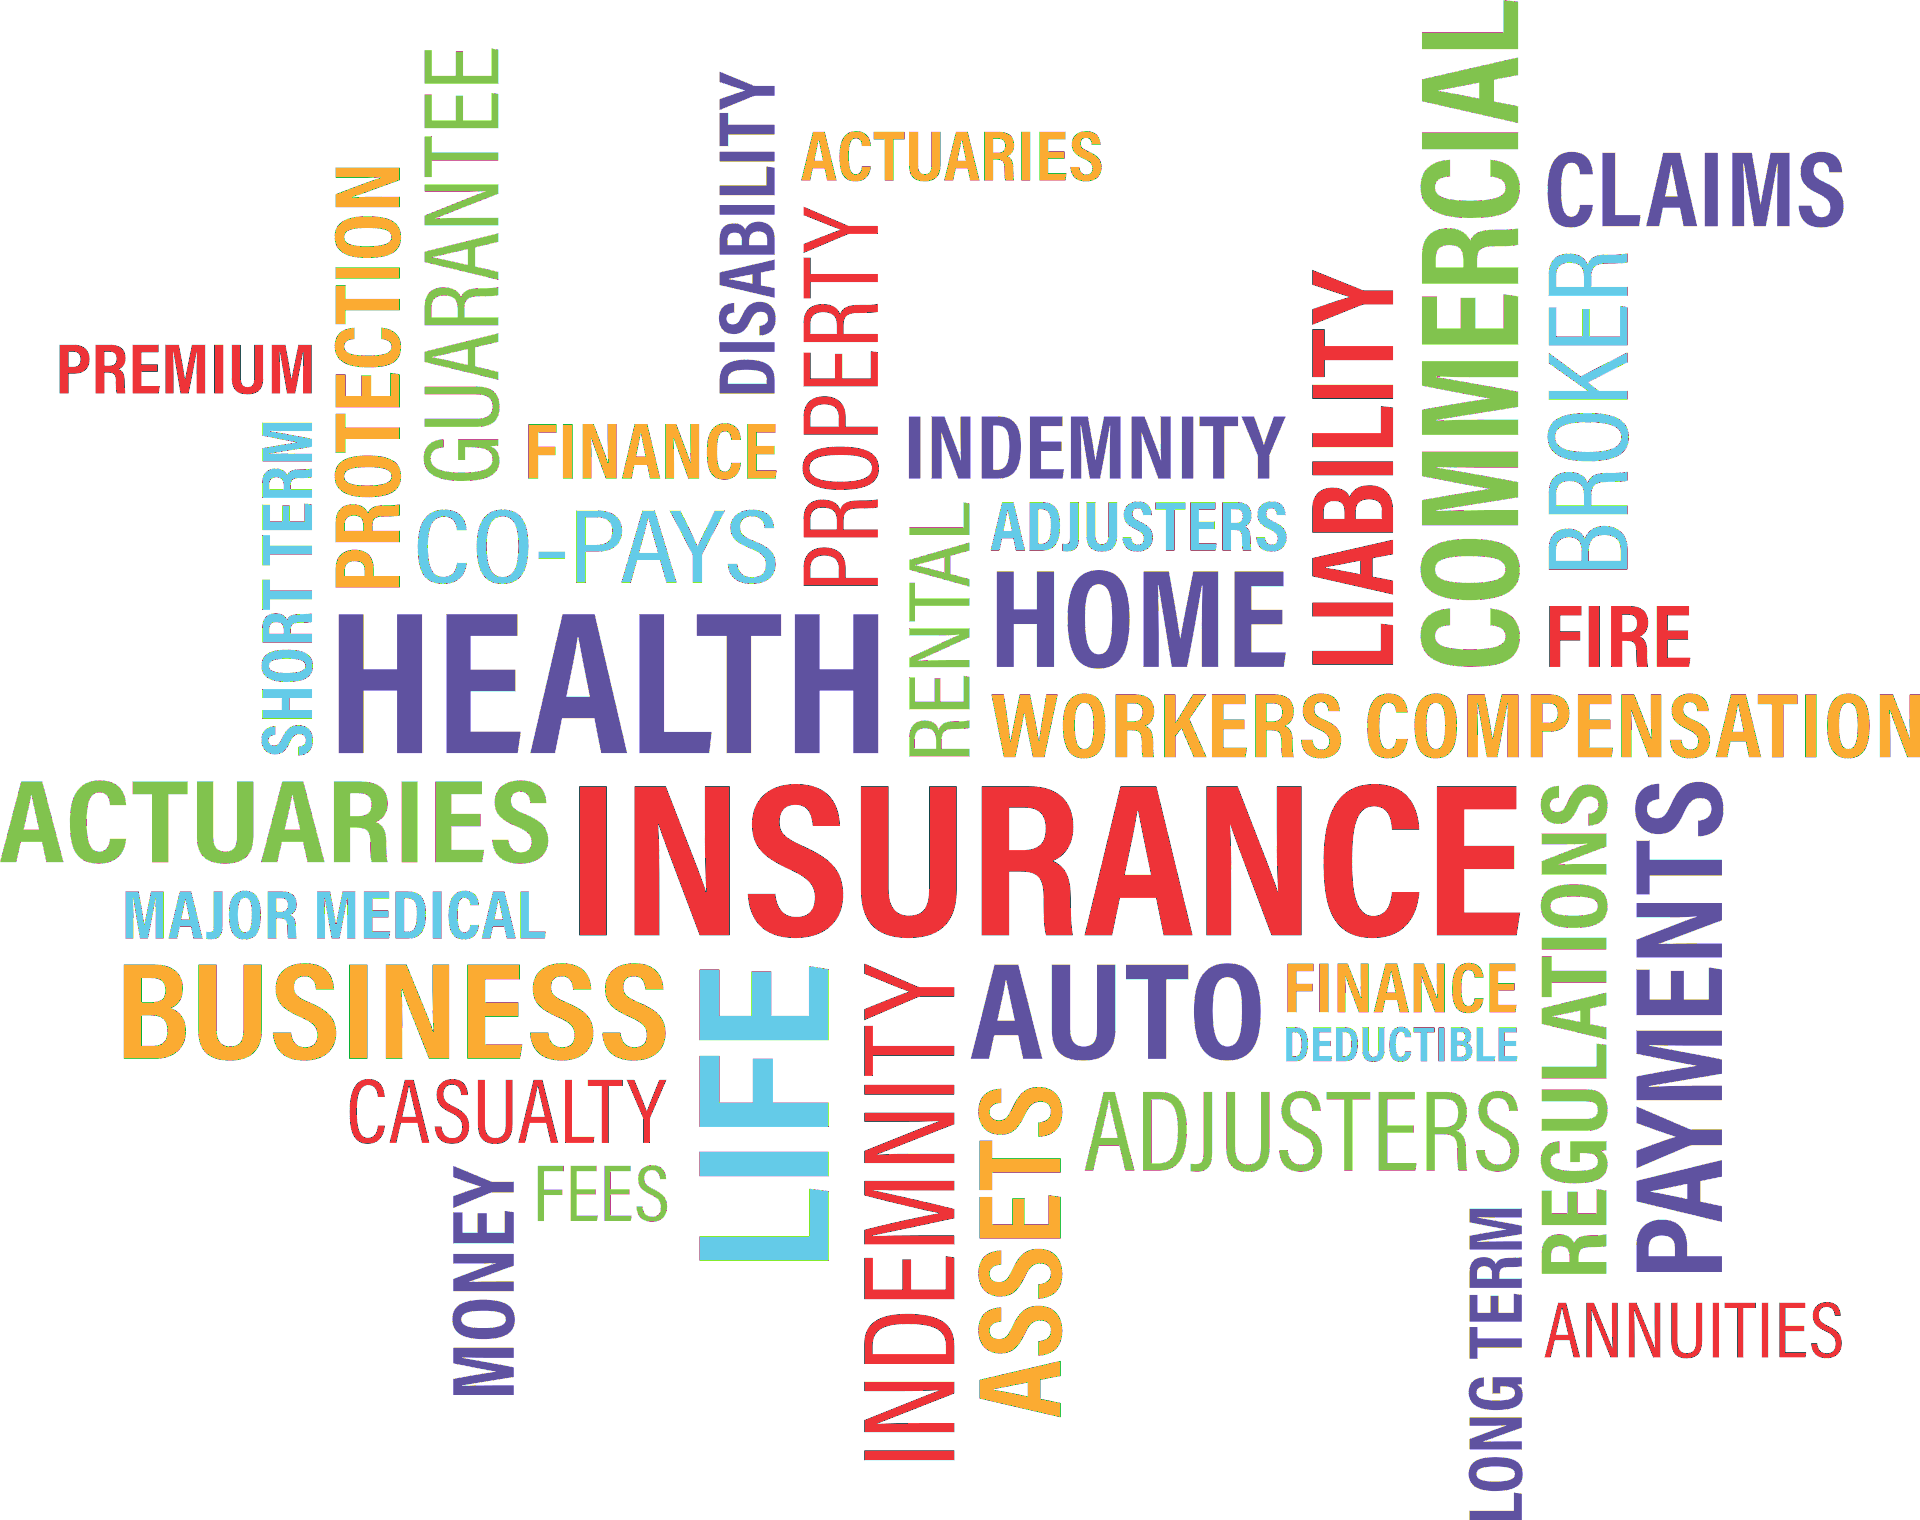 COMMERCIAL
GUARANTEE
DISABILITY
ACTUARIES
CLAIMS
PROTECTION
PROPERTY
BROKER
LIABILITY
PREMIUM
SHORT TERM
FINANCE
INDEMNITY
CO-PAYS
RENTAL
ADJUSTERS
HOME
FIRE
HEALTH
WORKERS COMPENSATION
ACTUARIES
INSURANCE
REGULATIONS
PAYMENTS
MAJOR MEDICAL
BUSINESS
LIFE
INDEMNITY
AUTO
FINANCE
DEDUCTIBLE
CASUALTY
ASSETS
ADJUSTERS
MONEY
FEES
LONG TERM
ANNUITIES